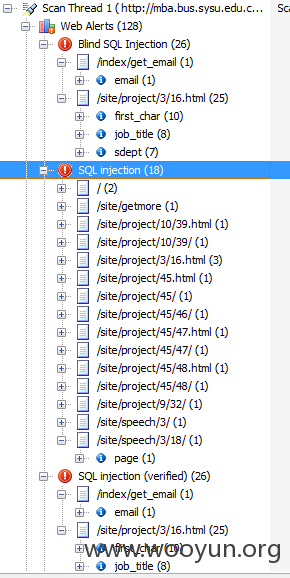 Scan Thread 1 ( http://mba.bus.sysu.edu.c...
Web Alerts (128)
Blind SQL Injection (26)
/index/get_email (1)
email (1)
/site/project/3/16.html (25)
first_char (10)
job_title (8)
sdept (7)
SQL injection (18)
/ (2)
/site/getmore (1)
/site/project/10/39.html (1)
/site/project/10/39/ (1)
/site/project/3/16.html (3)
/site/project/45.html (1)
/site/project/45/ (1)
/site/project/45/46/ (1)
/site/project/45/47.html (1)
/site/project/45/47/ (1)
/site/project/45/48.html (1)
/site/project/45/48/ (1)
/site/project/9/32/ (1)
/site/speech/3/ (1)
/site/speech/3/18/ (1)
page (1)
SQL injection (verified) (26)
/index/get_email (1)
email (1)
/site/project/3/16.html (25)
first_char (10)
www.wooyun.org
job_title (8)